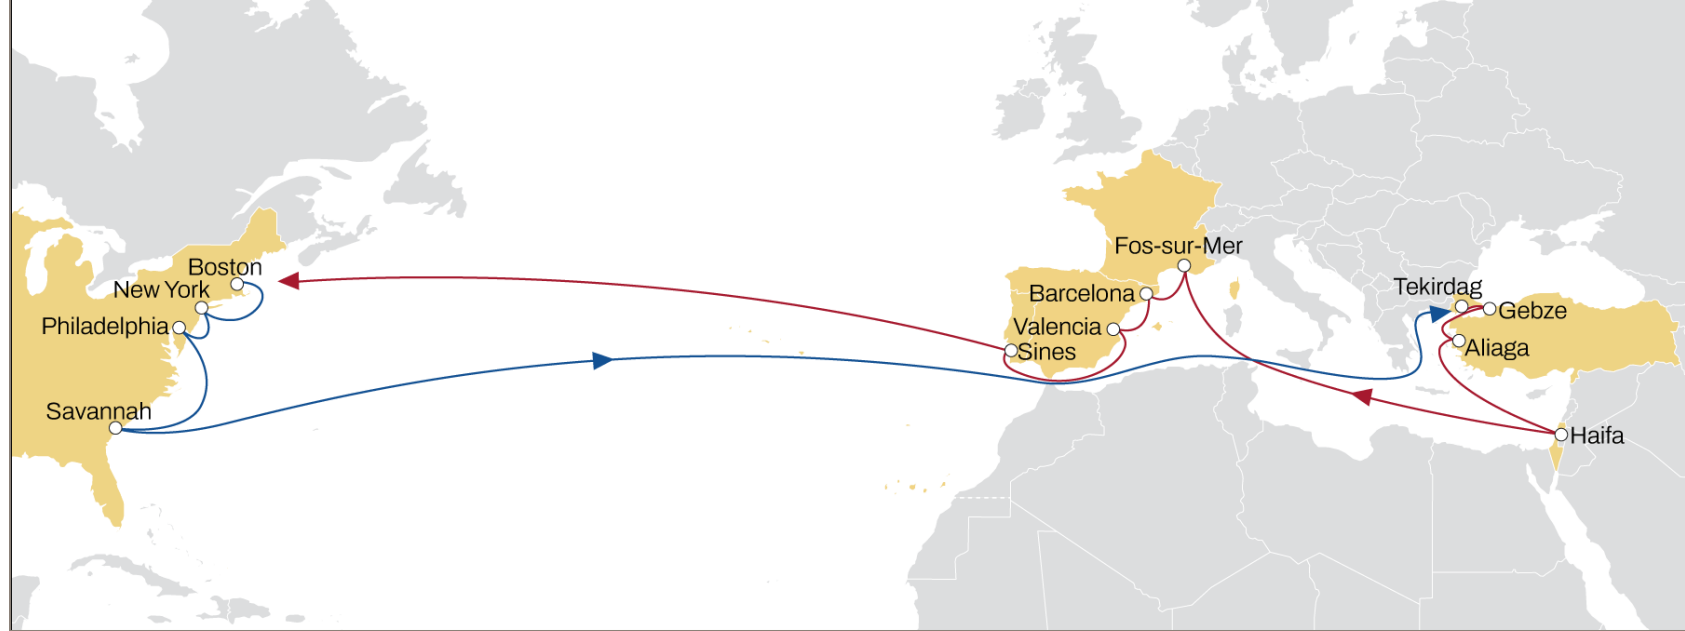 Boston
New York
Philadelphia
Savannah
Fos-sur-Mer
Barcelona
Valencia
Sines
Tekirdag
Gebze
Aliaga
Haifa